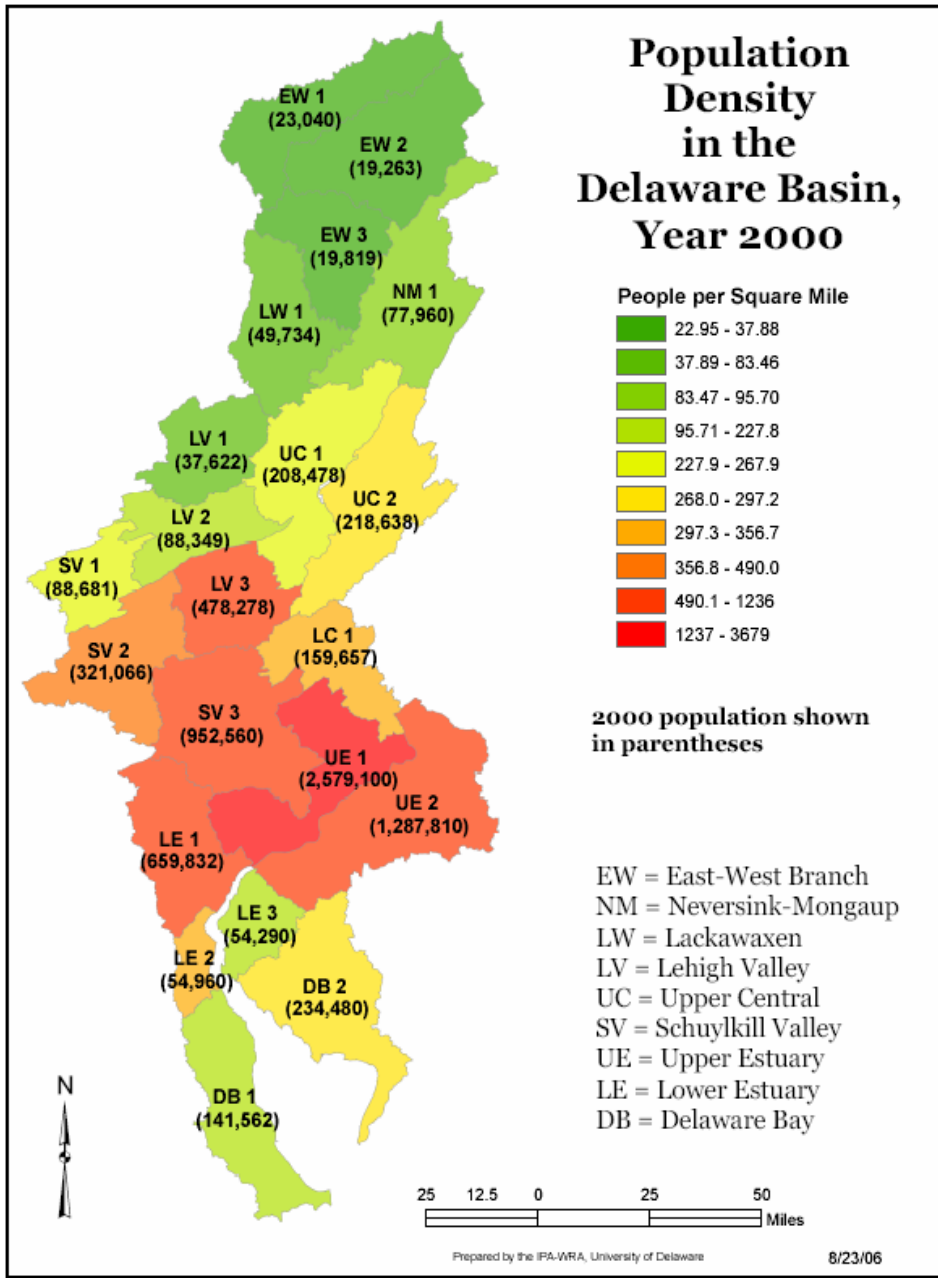 Population
Density
in the
Delaware Basin,
Year 2000
People per Square Mile
22.95 - 37.88
37.89 - 83.46
83.47 - 95.70
95.71 - 227.8
227.9 - 267.9
268.0 - 297.2
297.3 - 356.7
356.8 - 490.0
490.1 - 1236
1237 - 3679
2000 population shown
in parentheses
EW = East-West Branch
NM = Neversink-Mongaup
LW = Lackawaxen
LV = Lehigh Valley
UC = Upper Central
SV = Schuylkill Valley
UE = Upper Estuary
LE = Lower Estuary
DB = Delaware Bay
EW 1
(23,040)
EW 2
(19,263)
EW 3
(19,819)
NM 1
(77,960)
LW 1
(49,734)
LV 1
(37,622)
UC 1
(208,478)
UC 2
(218,638)
LV 2
(88,349)
SV 1
(88,681)
LV 3
(478,278)
LC 1
(159,657)
SV 2
(321,066)
SV 3
(952,560)
UE 1
(2,579,100)
UE 2
(1,287,810)
LE 1
(659,832)
LE 3
(54,290)
LE 2
(54,960)
DB 2
(234,480)
DB 1
(141,562)
N
25 12.5 0 25 50
Miles
Prepared by the IPA-WRA, University of Delaware
8/23/06